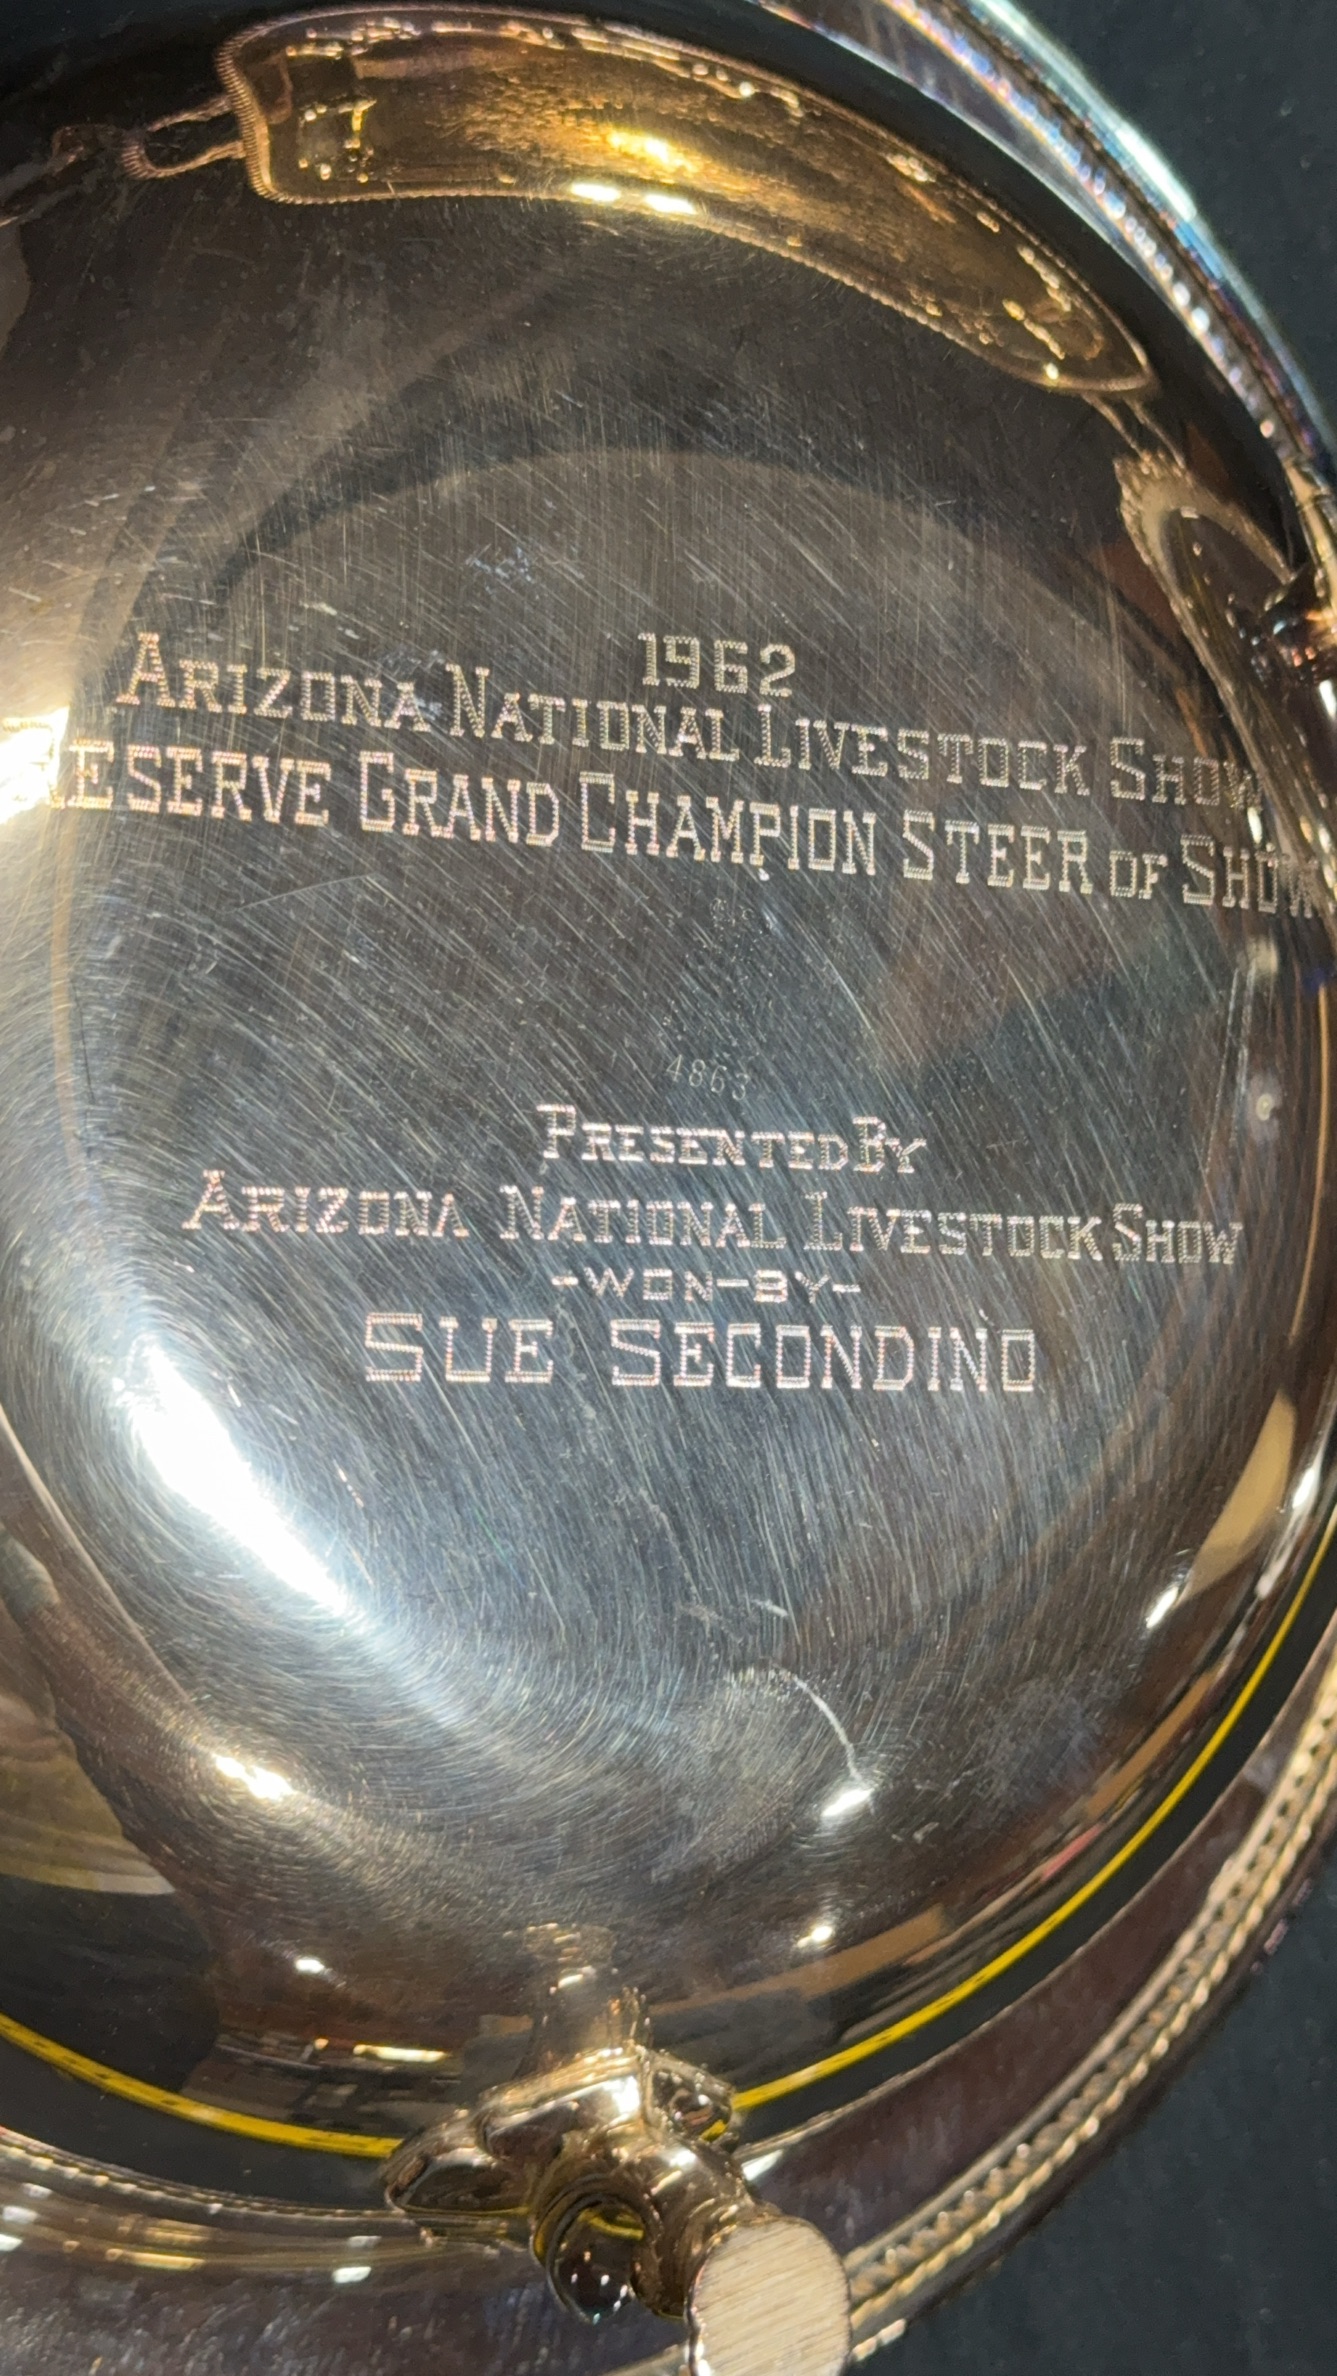 1962
ARIZONA NATIONAL LIVESTOCK SHOW
RESERVE GRAND CHAMPION STEER OF SHOW
4863
PRESENTED BY
ARIZONA NATIONAL LIVESTOCK SHOW
-WON-BY-
SUE SECONDINO